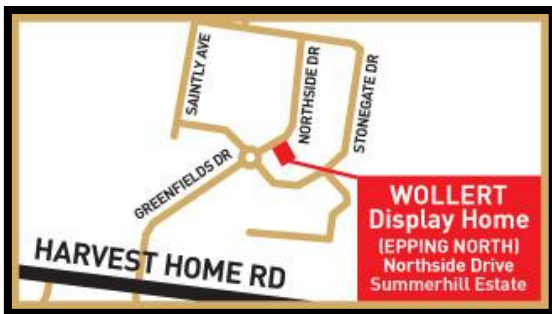 SAINTLY AVE
NORTHSIDE DR
STONEGATE DR
GREENFIELDS DR
HARVEST HOME RD
WOLLERT
Display Home
(EPPING NORTH)
Northside Drive
Summerhill Estate